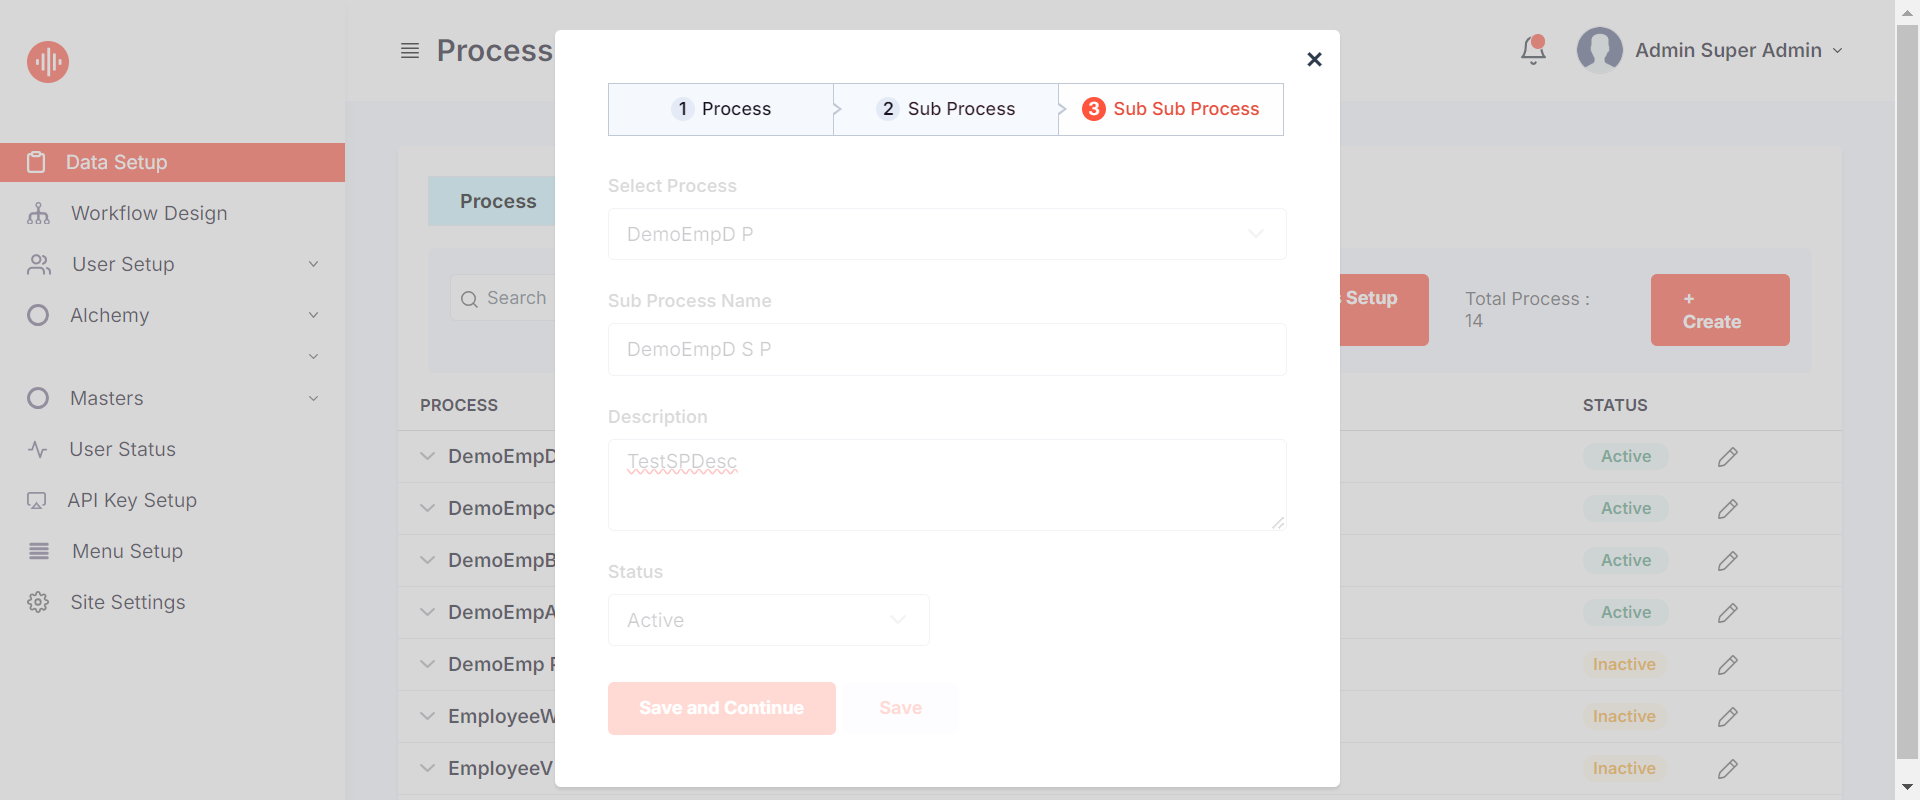 Process
Admin Super Admin
1 Process
2 Sub Process
3 Sub Sub Process
Data Setup
Workflow Design
User Setup
Alchemy
Masters
User Status
API Key Setup
Menu Setup
Site Settings
Process
Search
Setup
Total Process :
14
+
Create
PROCESS
STATUS
DemoEmpD
Active
DemoEmpc
Active
DemoEmpB
Active
DemoEmpA
Active
DemoEmp
Inactive
EmployeeW
Inactive
EmployeeV
Inactive
Select Process
DemoEmpD P
Sub Process Name
DemoEmpD S P
Description
TestSPDesc
Status
Active
Save and Continue
Save